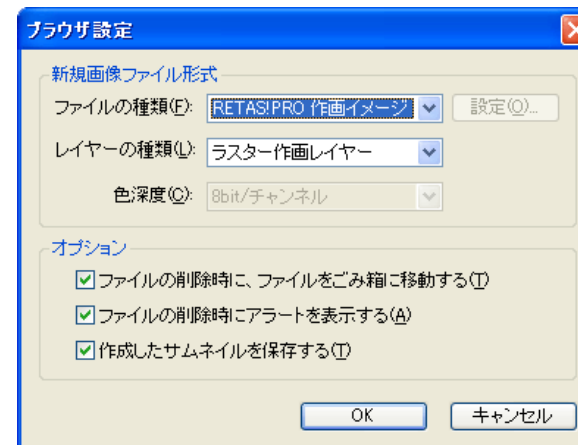 ブラウザ設定
新規画像ファイル形式
ファイルの種類(F): RETAS!PRO 作画イメージ 設定(O)...
レイヤーの種類(L): ラスター作画レイヤー
色深度(C): 8bit/チャンネル
オプション
ファイルの削除時に、ファイルをごみ箱に移動する(T)
ファイルの削除時にアラートを表示する(A)
作成したサムネイルを保存する(T)
OK キャンセル